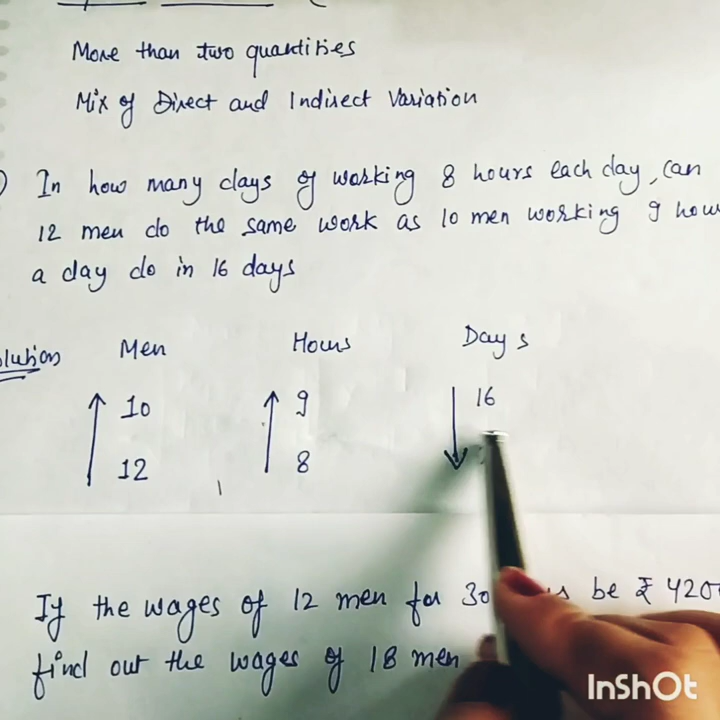 More than two quantities
Mix of Direct and Indirect Variation
In how many days of working 8 hours each day, can
12 men do the same work as 10 men working 9 hou
a day do in 16 days
olution Men Hours Days
10 9 16
12 8
If the wages of 12 men for 30 be ₹ 420
find out the wages of 18 men
InShOt